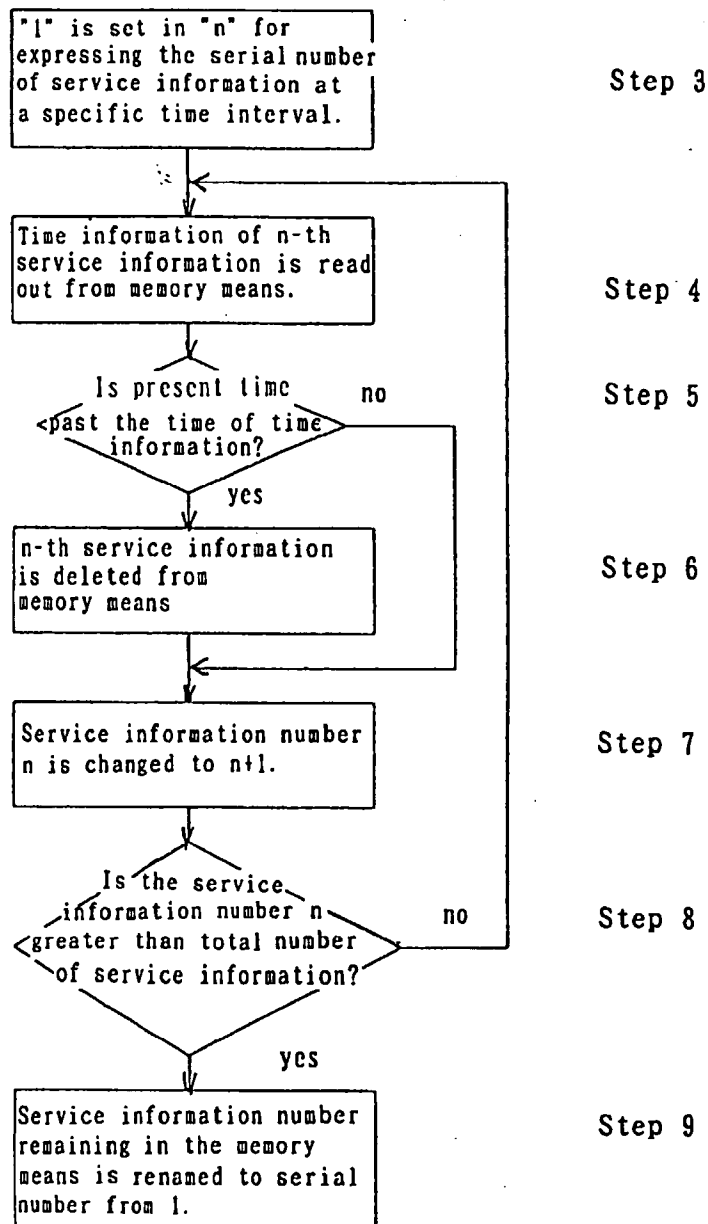 "1" is set in "n" for
expressing the serial number
of service information at
a specific time interval.
Step 3
Time information of n-th
service information is read
out from memory means.
Step 4
Is present time
past the time of time
information?
no
Step 5
yes
n-th service information
is deleted from
memory means
Step 6
Service information number
n is changed to n+1.
Step 7
Is the service
information number n
greater than total number
of service information?
no
Step 8
yes
Service information number
remaining in the memory
means is renamed to serial
number from 1.
Step 9